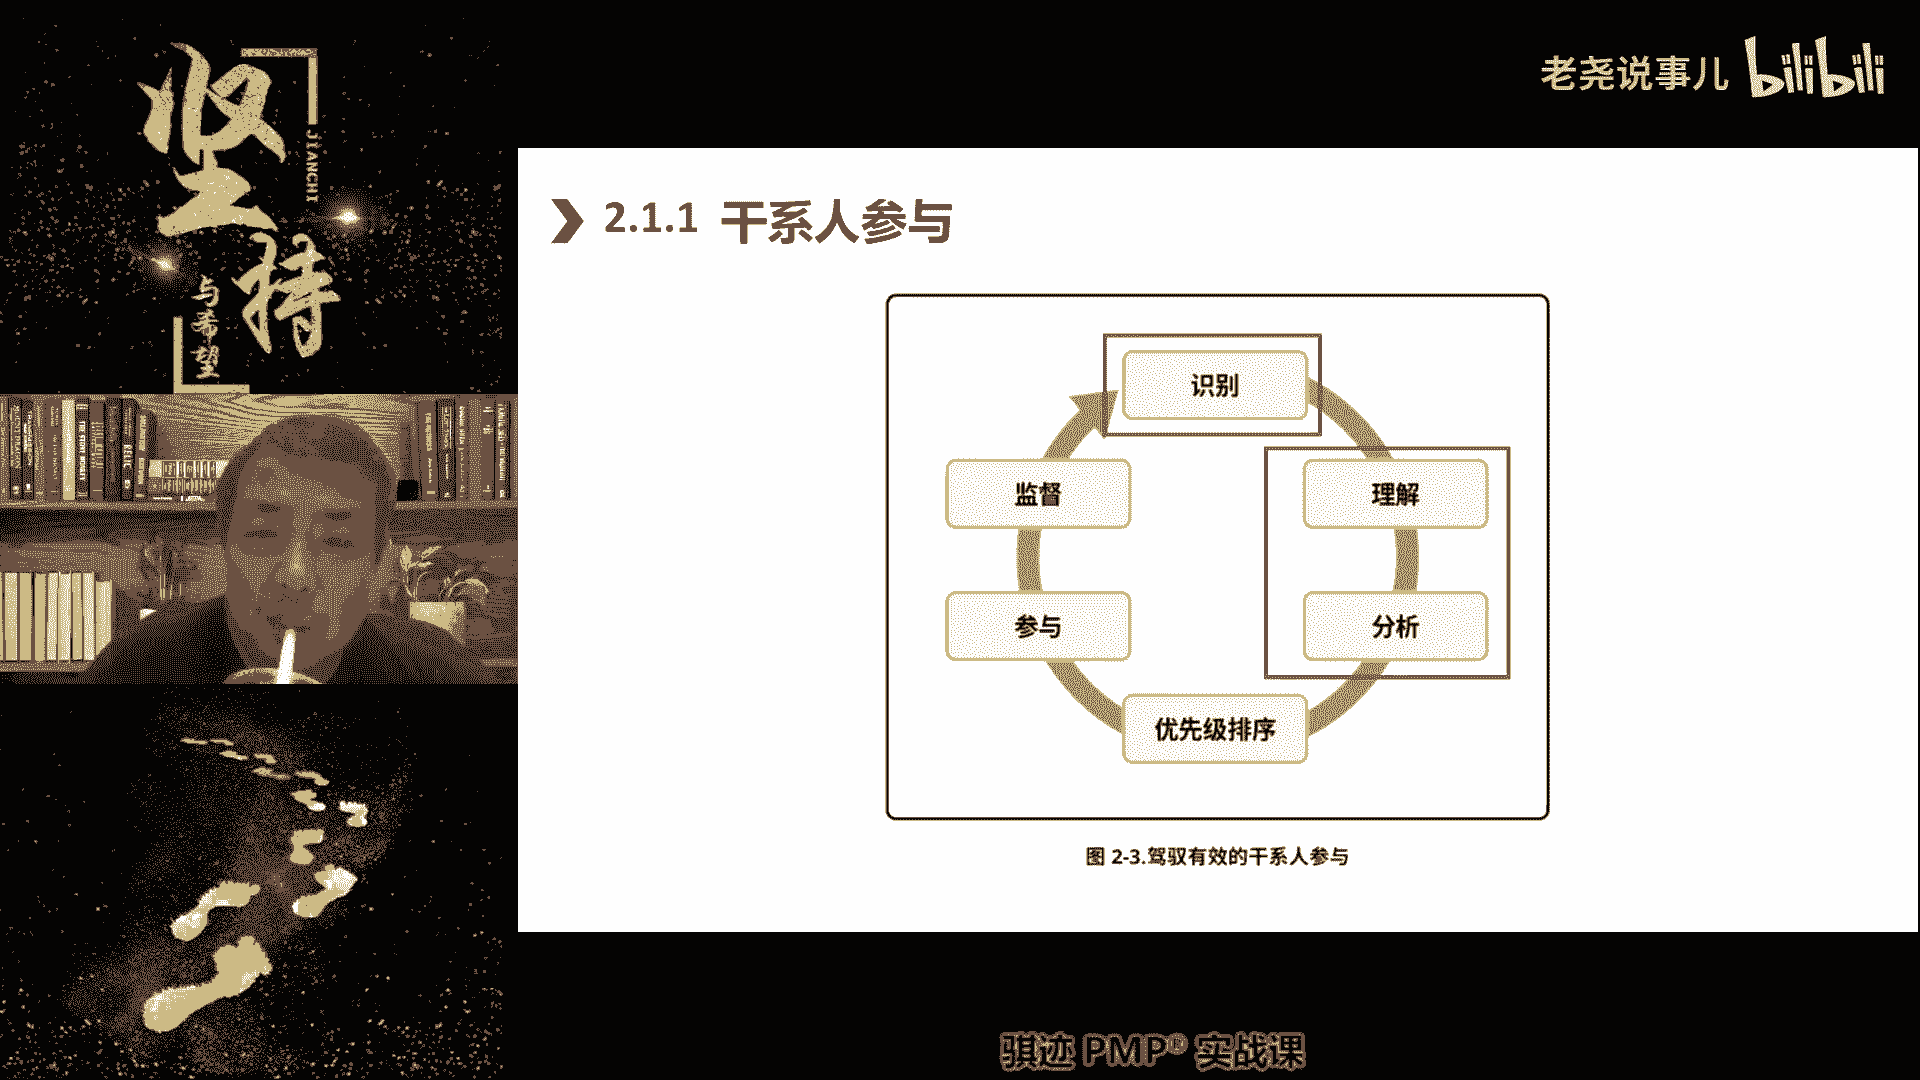 坚持
JIANCHI
与希望
老尧说事儿 bilibili
2.1.1 干系人参与
识别
监督
理解
参与
分析
优先级排序
图 2-3.驾驭有效的干系人参与
骐迹 PMP® 实战课